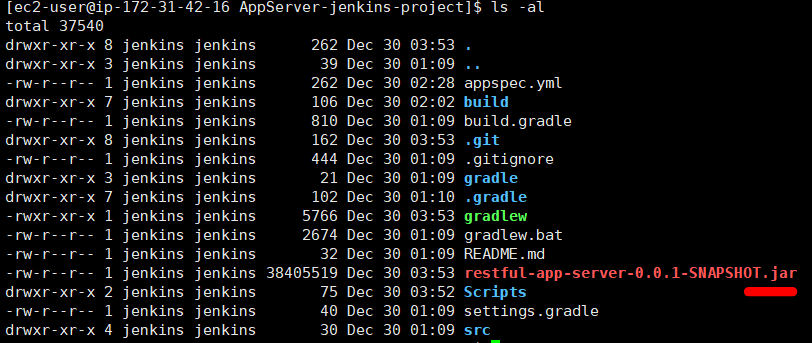 [ec2-user@ip-172-31-42-16 AppServer-jenkins-project]$ ls -al
total 37540
drwxr-xr-x 8 jenkins jenkins      262 Dec 30 03:53 .
drwxr-xr-x 3 jenkins jenkins       39 Dec 30 01:09 ..
-rw-r--r-- 1 jenkins jenkins      262 Dec 30 02:28 appspec.yml
drwxr-xr-x 7 jenkins jenkins      106 Dec 30 02:02 build
-rw-r--r-- 1 jenkins jenkins      810 Dec 30 01:09 build.gradle
drwxr-xr-x 8 jenkins jenkins      162 Dec 30 03:53 .git
-rw-r--r-- 1 jenkins jenkins      444 Dec 30 01:09 .gitignore
drwxr-xr-x 3 jenkins jenkins       21 Dec 30 01:09 gradle
drwxr-xr-x 7 jenkins jenkins      102 Dec 30 01:10 .gradle
-rwxr-xr-x 1 jenkins jenkins     5766 Dec 30 03:53 gradlew
-rw-r--r-- 1 jenkins jenkins     2674 Dec 30 01:09 gradlew.bat
-rw-r--r-- 1 jenkins jenkins       32 Dec 30 01:09 README.md
-rw-r--r-- 1 jenkins jenkins 38405519 Dec 30 03:53 restful-app-server-0.0.1-SNAPSHOT.jar
drwxr-xr-x 2 jenkins jenkins       75 Dec 30 03:52 Scripts
-rw-r--r-- 1 jenkins jenkins       40 Dec 30 01:09 settings.gradle
drwxr-xr-x 4 jenkins jenkins       30 Dec 30 01:09 src